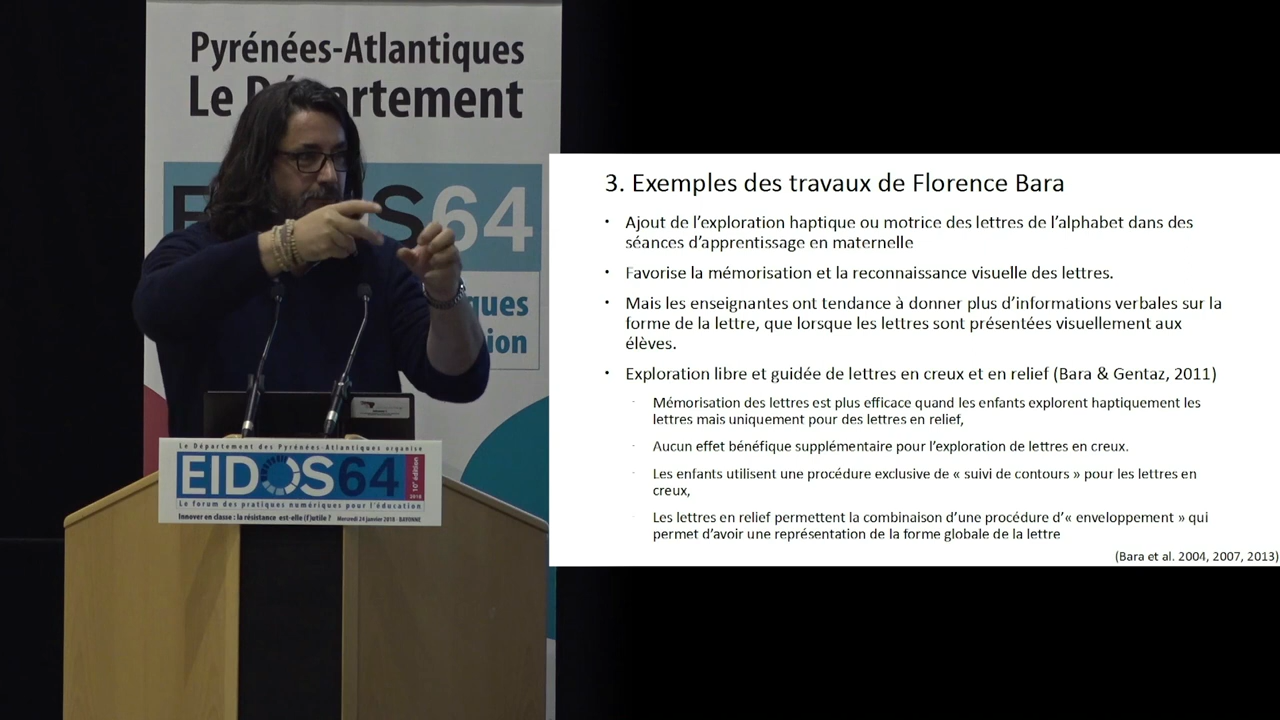 Pyrénées-Atlantiques
Le Département
EIDOS64
ques
ion
Le Département des Pyrénées-Atlantiques organise
EIDOS64
10e édition
2018
Le forum des pratiques numériques pour l'éducation
Innover en classe : la résistance est-elle (f)utile ? Mercredi 24 janvier 2018 - BAYONNE
3. Exemples des travaux de Florence Bara
• Ajout de l'exploration haptique ou motrice des lettres de l'alphabet dans des
séances d'apprentissage en maternelle
• Favorise la mémorisation et la reconnaissance visuelle des lettres.
• Mais les enseignantes ont tendance à donner plus d'informations verbales sur la
forme de la lettre, que lorsque les lettres sont présentées visuellement aux
élèves.
• Exploration libre et guidée de lettres en creux et en relief (Bara & Gentaz, 2011)
- Mémorisation des lettres est plus efficace quand les enfants explorent haptiquement les
lettres mais uniquement pour des lettres en relief,
- Aucun effet bénéfique supplémentaire pour l'exploration de lettres en creux.
- Les enfants utilisent une procédure exclusive de « suivi de contours » pour les lettres en
creux,
- Les lettres en relief permettent la combinaison d'une procédure d'« enveloppement » qui
permet d'avoir une représentation de la forme globale de la lettre
(Bara et al. 2004, 2007, 2013)